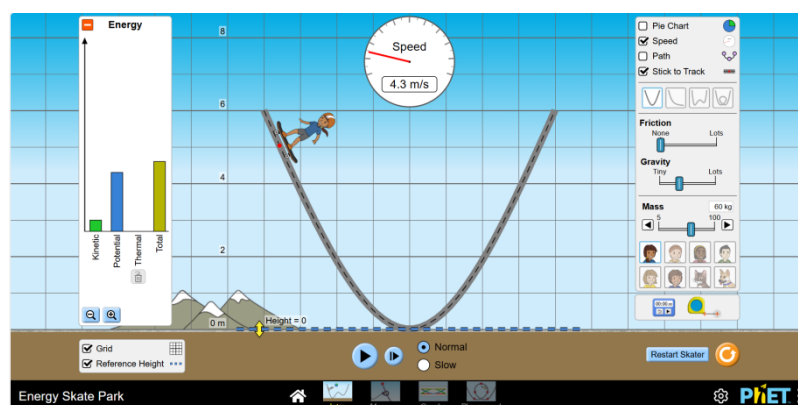 Energy
Kinetic
Potential
Thermal
Total
8
6
4
2
0 m
Height = 0
Speed
4.3 m/s
Pie Chart
Speed
Path
Stick to Track
Friction
None
Lots
Gravity
Tiny
Lots
Mass
60 kg
5
100
Grid
Reference Height
Normal
Slow
Restart Skater
Energy Skate Park
PhET